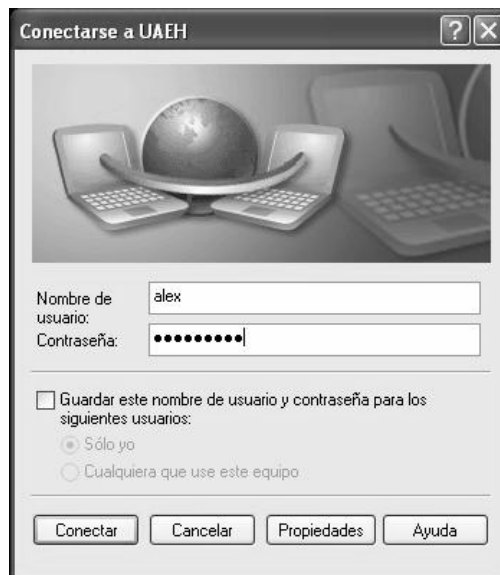 Conectarse a UAEH
Nombre de
usuario:
alex
Contraseña:
•••••••••
Guardar este nombre de usuario y contraseña para los
siguientes usuarios:
Sólo yo
Cualquiera que use este equipo
Conectar Cancelar Propiedades Ayuda